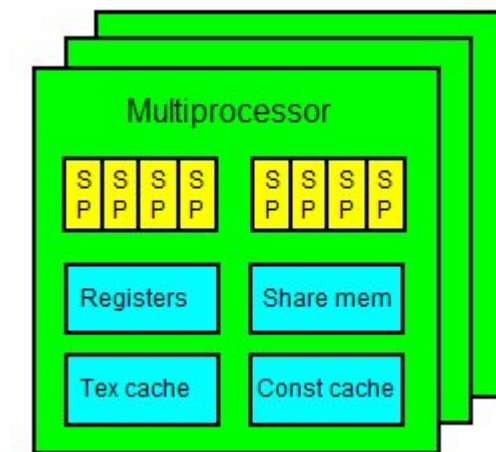 Multiprocessor
S S S S S S S S
P P P P P P P P
Registers Share mem
Tex cache Const cache